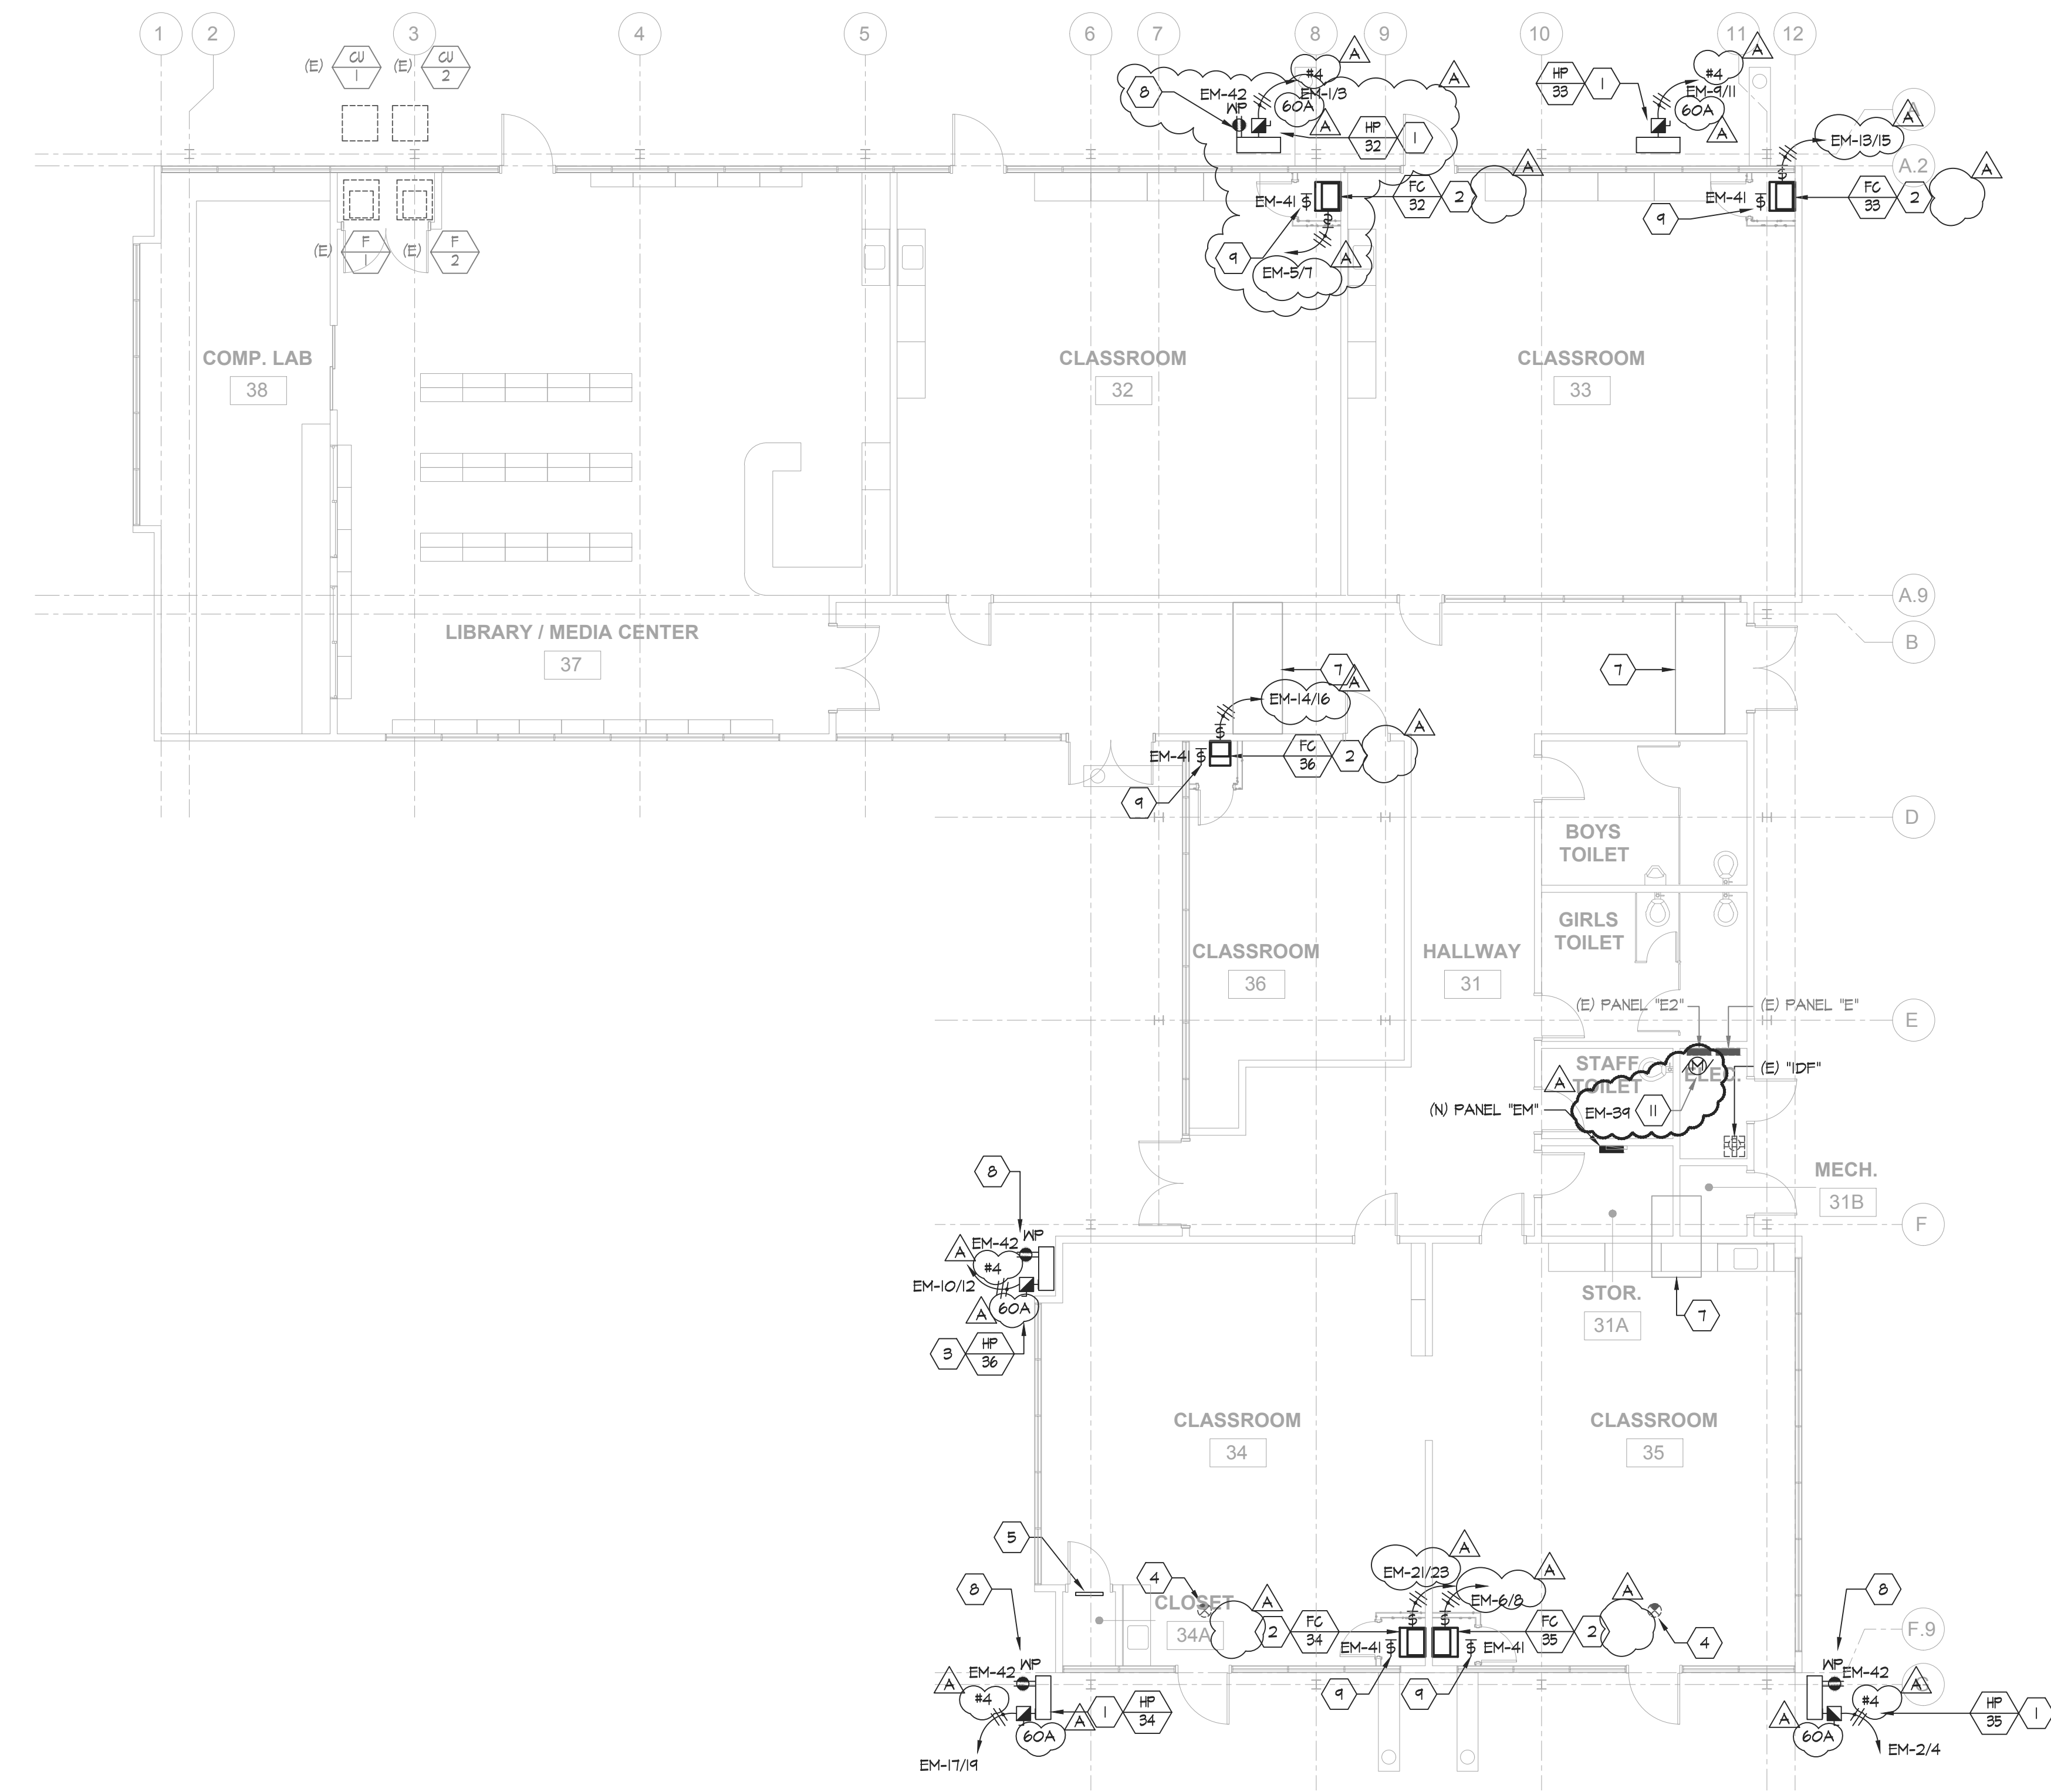 1 2 3 4 5 6 7 8 9 10 11 12
(E) CU 1
(E) CU 2
8
EM-42
WP
#4
A
EM-1/3
60A
A
A
HP 32
1
HP 33
1
#4
A
EM-9/11
60A
A
A
EM-13/15
A.2
(E) F 1
(E) F 2
EM-41
S
S
FC 32
2
A
9
9
EM-5/7
A
EM-41
S
S
FC 33
2
A
9
COMP. LAB
38
CLASSROOM
32
CLASSROOM
33
A.9
LIBRARY / MEDIA CENTER
37
B
7
A
EM-14/16
7
S
EM-41
S
FC 36
2
A
9
D
BOYS
TOILET
GIRLS
TOILET
CLASSROOM
36
HALLWAY
31
(E) PANEL "E2"
(E) PANEL "E"
E
STAFF
TOILET
ELEC.
M
(E) "IDF"
A
EM-39
11
(N) PANEL "EM"
MECH.
31B
8
F
EM-42
WP
A
#4
EM-10/12
A
60A
3
HP 36
STOR.
31A
7
CLASSROOM
34
CLASSROOM
35
5
8
4
CLOSET
34A
A
2
FC 34
EM-41
S
S
EM-21/23
A
A
EM-6/8
S
S
EM-41
FC 35
2
A
4
8
F.9
9
9
EM-42
WP
A
#4
60A
A
1
HP 34
EM-17/19
WP
EM-42
A
#4
A
60A
HP 35
1
EM-2/4